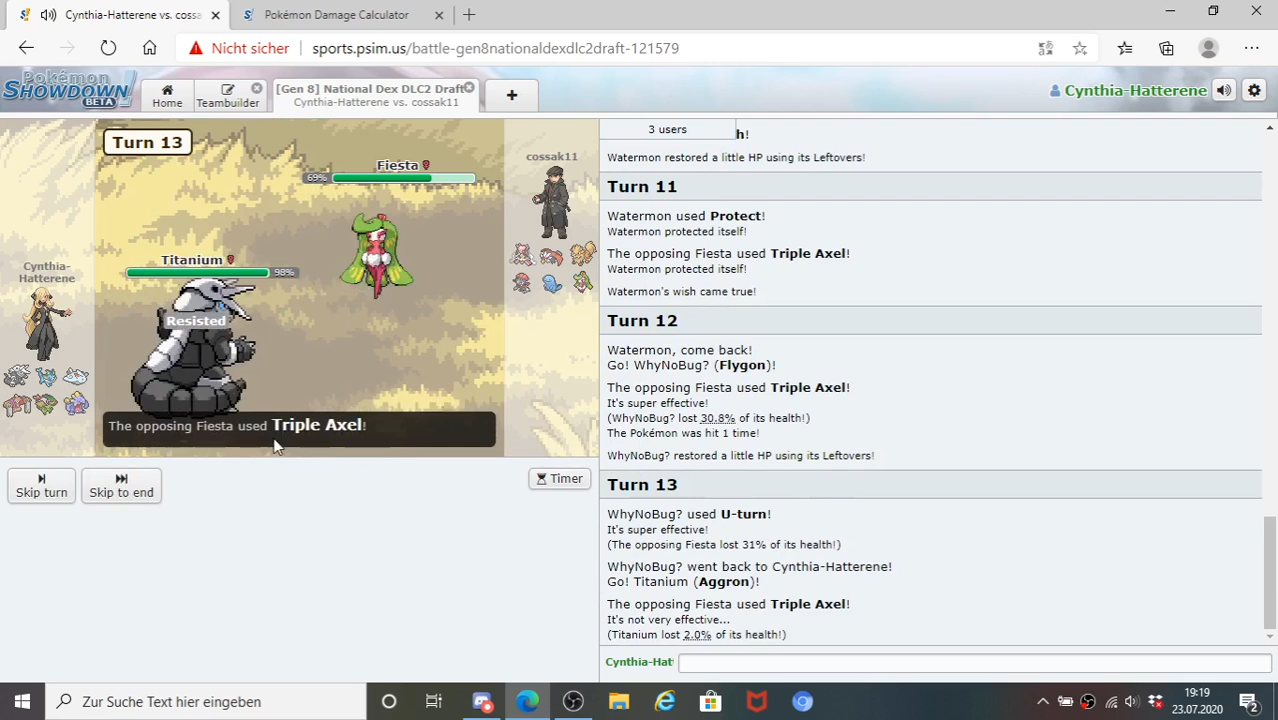 Cynthia-Hatterene vs. cossa
Pokémon Damage Calculator
Nicht sicher
sports.psim.us/battle-gen8nationaldexdlc2draft-121579
Pokémon
SHOWDOWN!
BETA
Home
Teambuilder
[Gen 8] National Dex DLC2 Draft
Cynthia-Hatterene vs. cossak11
Cynthia-Hatterene
Turn 13
Fiesta
69%
cossak11
Titanium
98%
Cynthia-
Hatterene
Resisted
The opposing Fiesta used Triple Axel!
Skip turn
Skip to end
Timer
3 users
h!
Watermon restored a little HP using its Leftovers!
Turn 11
Watermon used Protect!
Watermon protected itself!
The opposing Fiesta used Triple Axel!
Watermon protected itself!
Watermon's wish came true!
Turn 12
Watermon, come back!
Go! WhyNoBug? (Flygon)!
The opposing Fiesta used Triple Axel!
It's super effective!
(WhyNoBug? lost 30.8% of its health!)
The Pokémon was hit 1 time!
WhyNoBug? restored a little HP using its Leftovers!
Turn 13
WhyNoBug? used U-turn!
It's super effective!
(The opposing Fiesta lost 31% of its health!)
WhyNoBug? went back to Cynthia-Hatterene!
Go! Titanium (Aggron)!
The opposing Fiesta used Triple Axel!
It's not very effective...
(Titanium lost 2.0% of its health!)
Cynthia-Hat
Zur Suche Text hier eingeben
19:19
23.07.2020
2